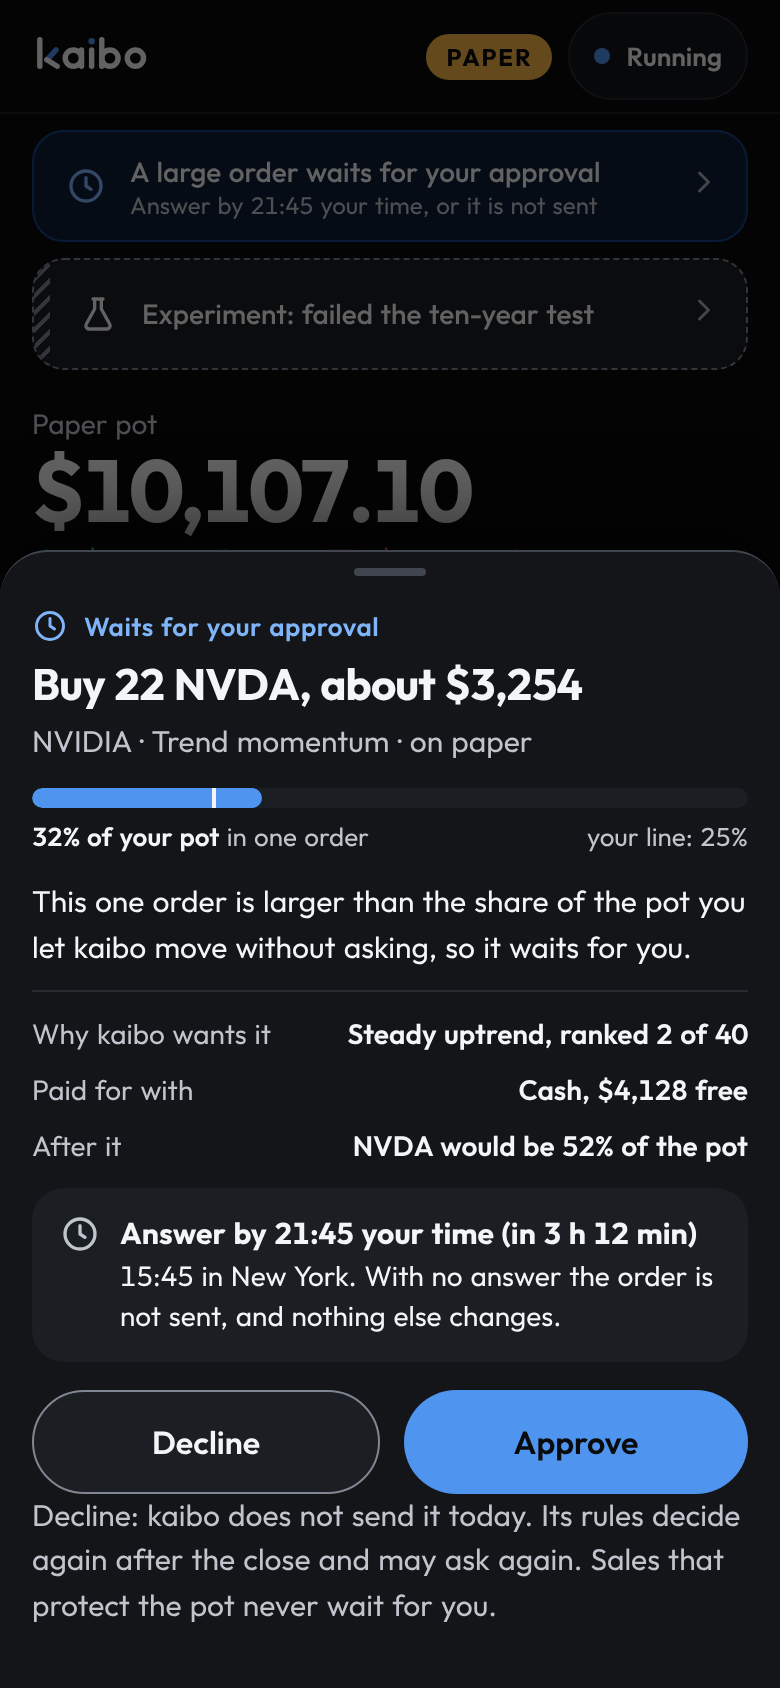 kaibo
PAPER
Running
A large order waits for your approval
Answer by 21:45 your time, or it is not sent
Experiment: failed the ten-year test
Paper pot
$10,107.10
Waits for your approval
Buy 22 NVDA, about $3,254
NVIDIA · Trend momentum · on paper
32% of your pot in one order
your line: 25%
This one order is larger than the share of the pot you
let kaibo move without asking, so it waits for you.
Why kaibo wants it
Steady uptrend, ranked 2 of 40
Paid for with
Cash, $4,128 free
After it
NVDA would be 52% of the pot
Answer by 21:45 your time (in 3 h 12 min)
15:45 in New York. With no answer the order is
not sent, and nothing else changes.
Decline
Approve
Decline: kaibo does not send it today. Its rules decide
again after the close and may ask again. Sales that
protect the pot never wait for you.